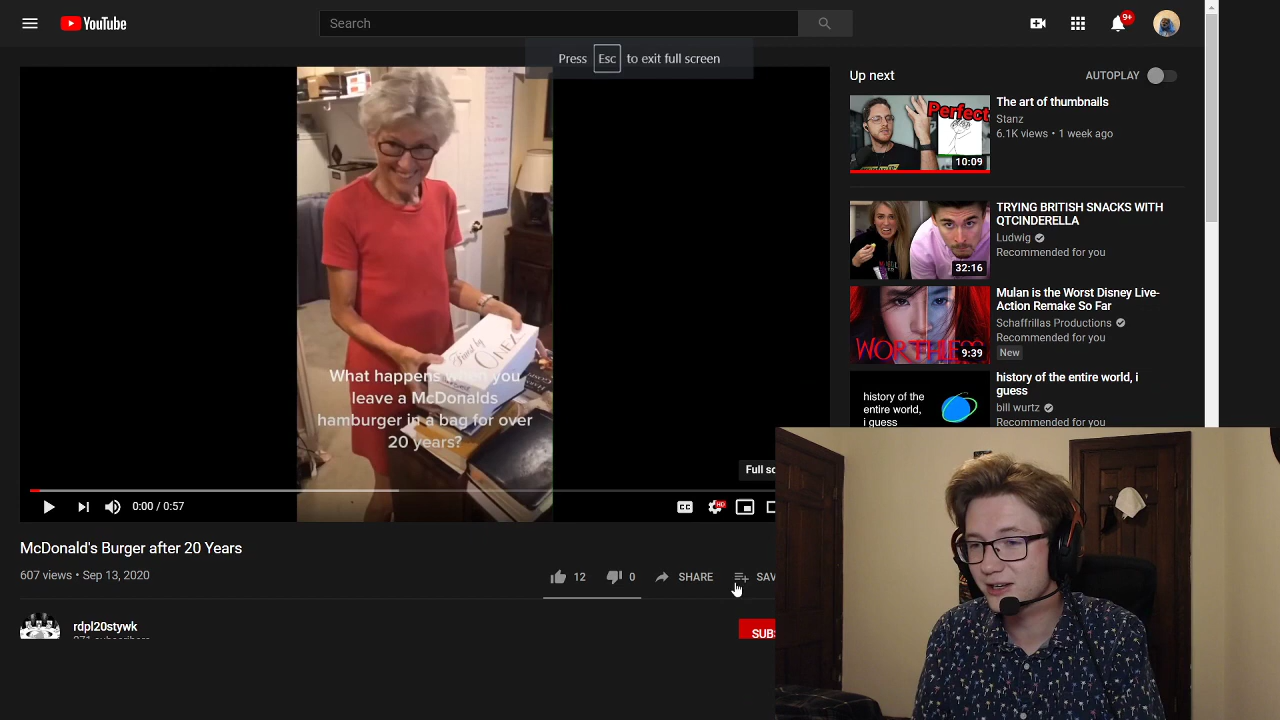 YouTube
Search
9+
Press Esc to exit full screen
Up next
AUTOPLAY
Perfect
10:09
The art of thumbnails
Stanz
6.1K views • 1 week ago
32:16
TRYING BRITISH SNACKS WITH
QTCINDERELLA
Ludwig
Recommended for you
WORTHLESS
9:39
Mulan is the Worst Disney Live-
Action Remake So Far
Schaffrillas Productions
Recommended for you
New
history of the
entire world,
i guess
history of the entire world, i
guess
bill wurtz
Recommended for you
What happens when you
leave a McDonalds
hamburger in a bag for over
20 years?
Full sc
0:00 / 0:57
CC
HD
McDonald's Burger after 20 Years
607 views • Sep 13, 2020
12
0
SHARE
SAV
rdpl20stywk
SUBS